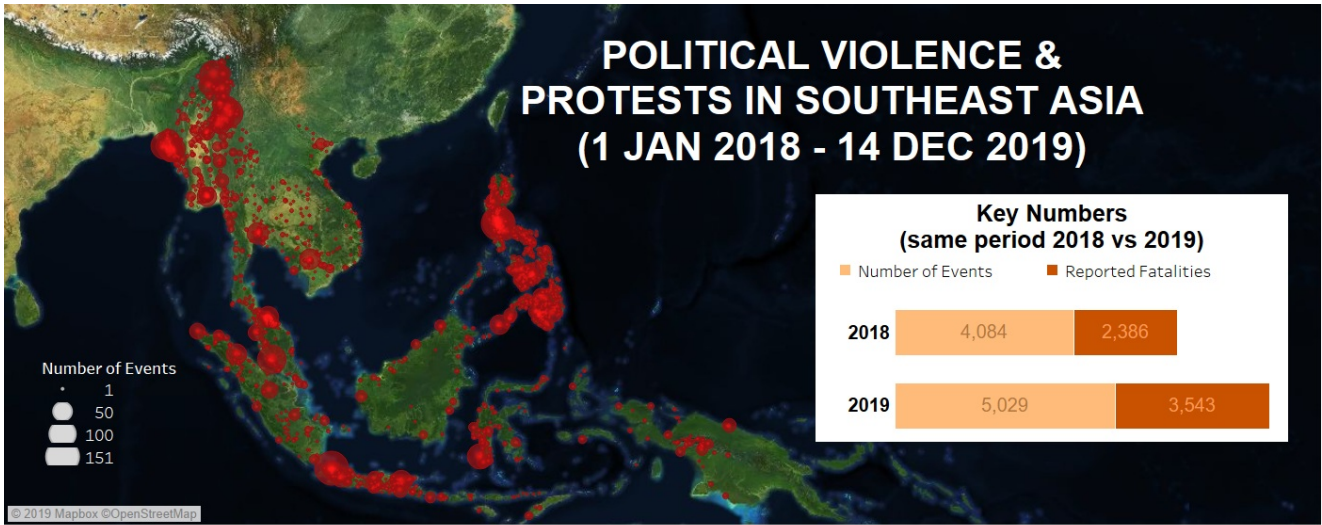 POLITICAL VIOLENCE &
PROTESTS IN SOUTHEAST ASIA
(1 JAN 2018 - 14 DEC 2019)
Key Numbers
(same period 2018 vs 2019)
Number of Events
Reported Fatalities
2018
4,084
2,386
2019
5,029
3,543
Number of Events
1
50
100
151
© 2019 Mapbox ©OpenStreetMap